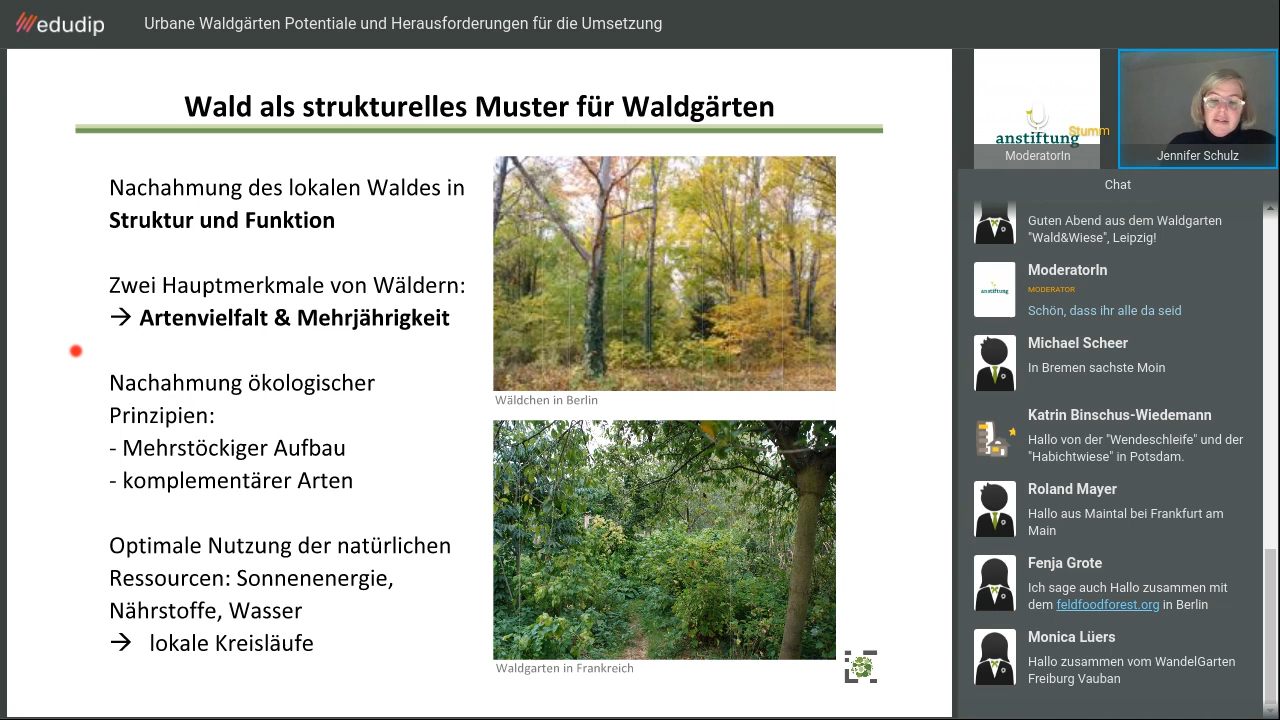 edudip
Urbane Waldgärten Potentiale und Herausforderungen für die Umsetzung
Wald als strukturelles Muster für Waldgärten
Nachahmung des lokalen Waldes in
Struktur und Funktion
Zwei Hauptmerkmale von Wäldern:
→ Artenvielfalt & Mehrjährigkeit
Nachahmung ökologischer
Prinzipien:
- Mehrstöckiger Aufbau
- komplementärer Arten
Optimale Nutzung der natürlichen
Ressourcen: Sonnenenergie,
Nährstoffe, Wasser
→ lokale Kreisläufe
Wäldchen in Berlin
Waldgarten in Frankreich
anstiftung
Stumm
ModeratorIn
Jennifer Schulz
Chat
Guten Abend aus dem Waldgarten
"Wald&Wiese", Leipzig!
anstiftung
ModeratorIn
MODERATOR
Schön, dass ihr alle da seid
Michael Scheer
In Bremen sachste Moin
Katrin Binschus-Wiedemann
Hallo von der "Wendeschleife" und der
"Habichtwiese" in Potsdam.
Roland Mayer
Hallo aus Maintal bei Frankfurt am
Main
Fenja Grote
Ich sage auch Hallo zusammen mit
dem feldfoodforest.org in Berlin
Monica Lüers
Hallo zusammen vom WandelGarten
Freiburg Vauban